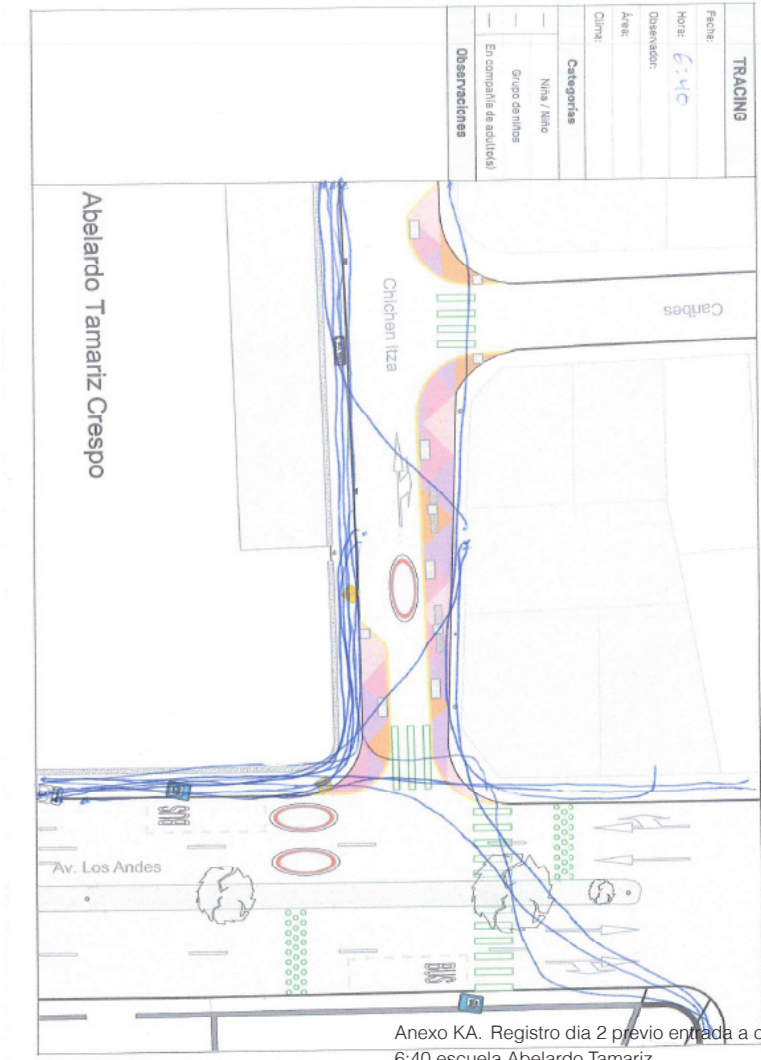 TRACING
Fecha:
Hora: 6:40
Observador:
Área:
Clima:
Categorías
— Niña / Niño
— Grupo de niños
— En compañía de adulto(s)
Observaciones
Caribes
Chichen Itza
Abelardo Tamariz Crespo
BUS
Av. Los Andes
BUS
Anexo KA. Registro dia 2 previo entrada a c
6:40 escuela Abelardo Tamariz